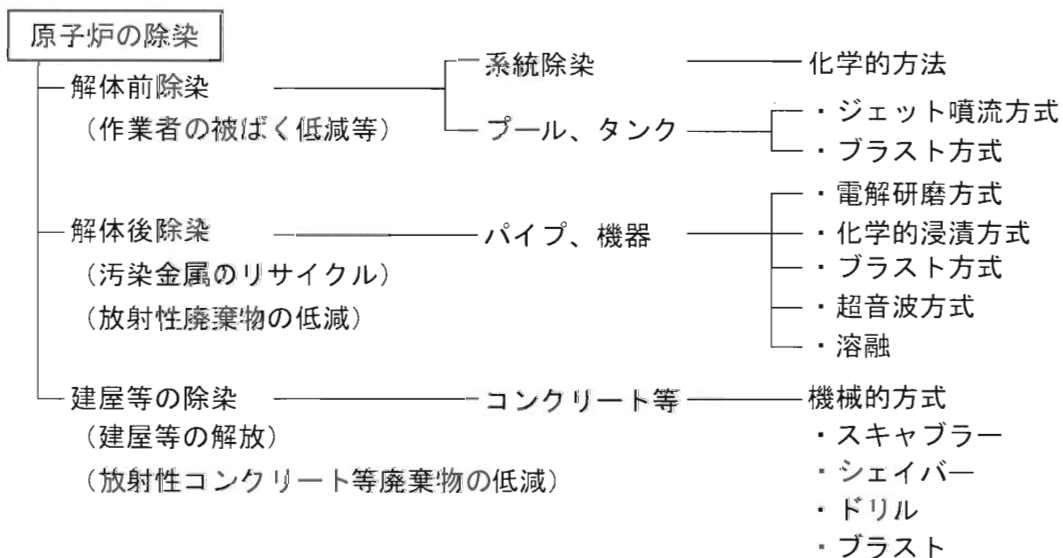 原子炉の除染
解体前除染
（作業者の被ばく低減等）
系統除染
化学的方法
プール、タンク
・ジェット噴流方式
・ブラスト方式
解体後除染
（汚染金属のリサイクル）
（放射性廃棄物の低減）
パイプ、機器
・電解研磨方式
・化学的浸漬方式
・ブラスト方式
・超音波方式
・溶融
建屋等の除染
（建屋等の解放）
（放射性コンクリート等廃棄物の低減）
コンクリート等
機械的方式
・スキャブラー
・シェイバー
・ドリル
・ブラスト